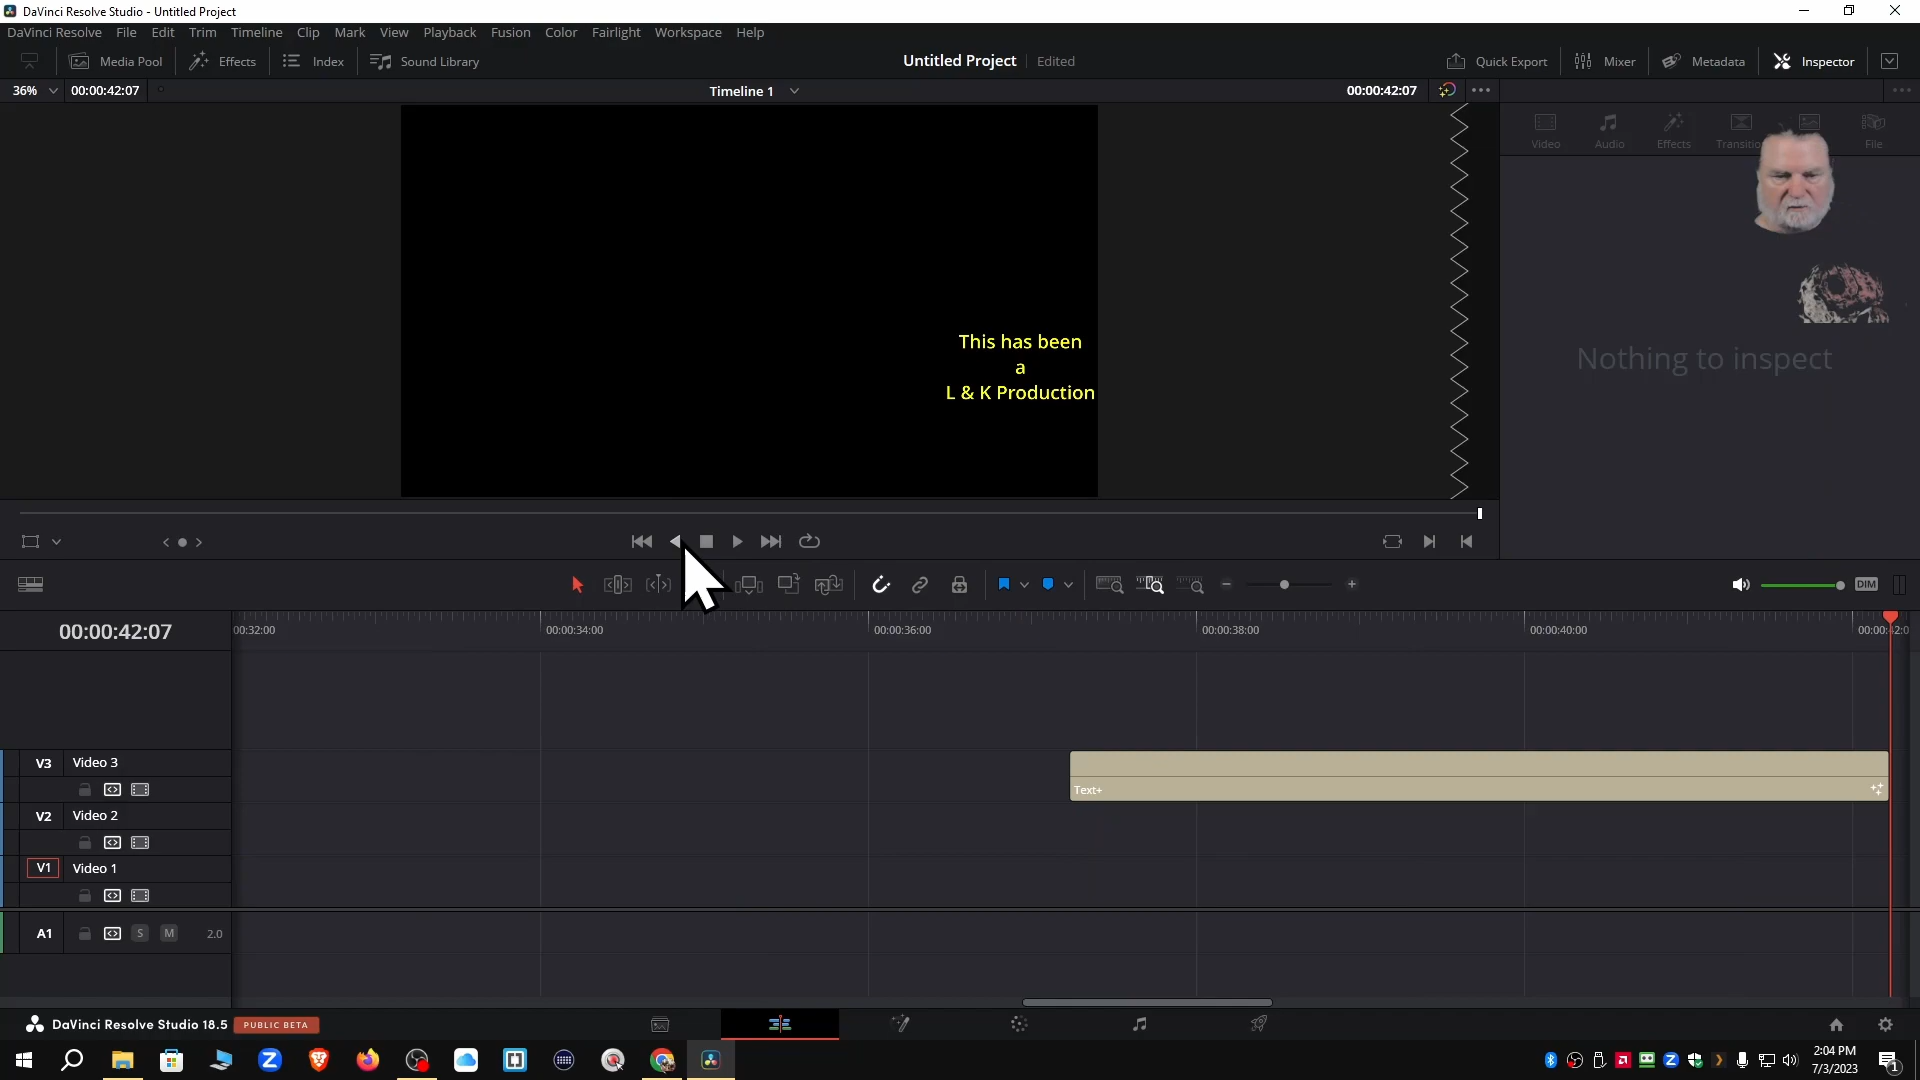 DaVinci Resolve Studio - Untitled Project
DaVinci Resolve File Edit Trim Timeline Clip Mark View Playback Fusion Color Fairlight Workspace Help
Media Pool Effects Index Sound Library Untitled Project Edited Quick Export Mixer Metadata Inspector
36% 00:00:42:07 Timeline 1 00:00:42:07
Video Audio Effects Transitio File
This has been
a
L & K Production
Nothing to inspect
DIM
00:00:42:07
00:32:00 00:00:34:00 00:00:36:00 00:00:38:00 00:00:40:00 00:00:42:0
V3 Video 3
Text+
V2 Video 2
V1 Video 1
A1 S M 2.0
DaVinci Resolve Studio 18.5 PUBLIC BETA
2:04 PM
7/3/2023
1